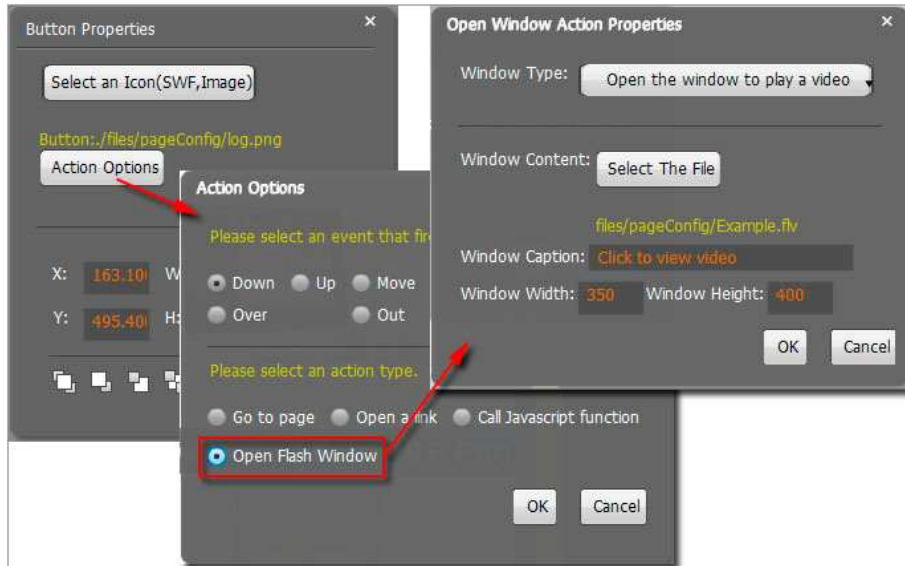 Button Properties
Select an Icon(SWF,Image)
Button:./files/pageConfig/log.png
Action Options
X: 163.10 W
Y: 495.40 H:
Action Options
Please select an event that fir
Down Up Move
Over Out
Please select an action type.
Go to page Open a link Call Javascript function
Open Flash Window
OK Cancel
Open Window Action Properties
Window Type: Open the window to play a video
Window Content: Select The File
files/pageConfig/Example.flv
Window Caption: Click to view video
Window Width: 350 Window Height: 400
OK Cancel